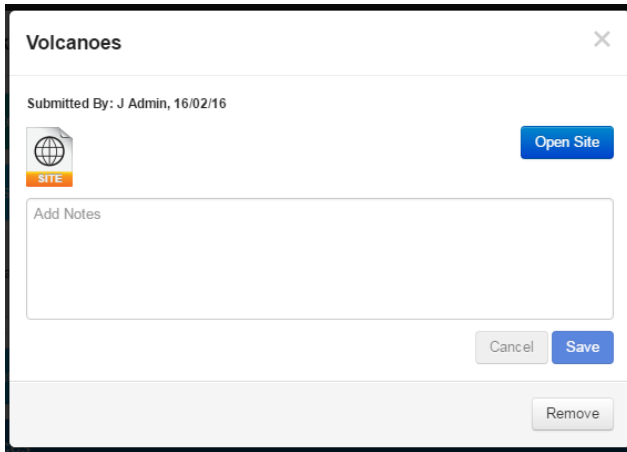 Volcanoes
Submitted By: J Admin, 16/02/16
Open Site
SITE
Add Notes
Cancel Save
Remove